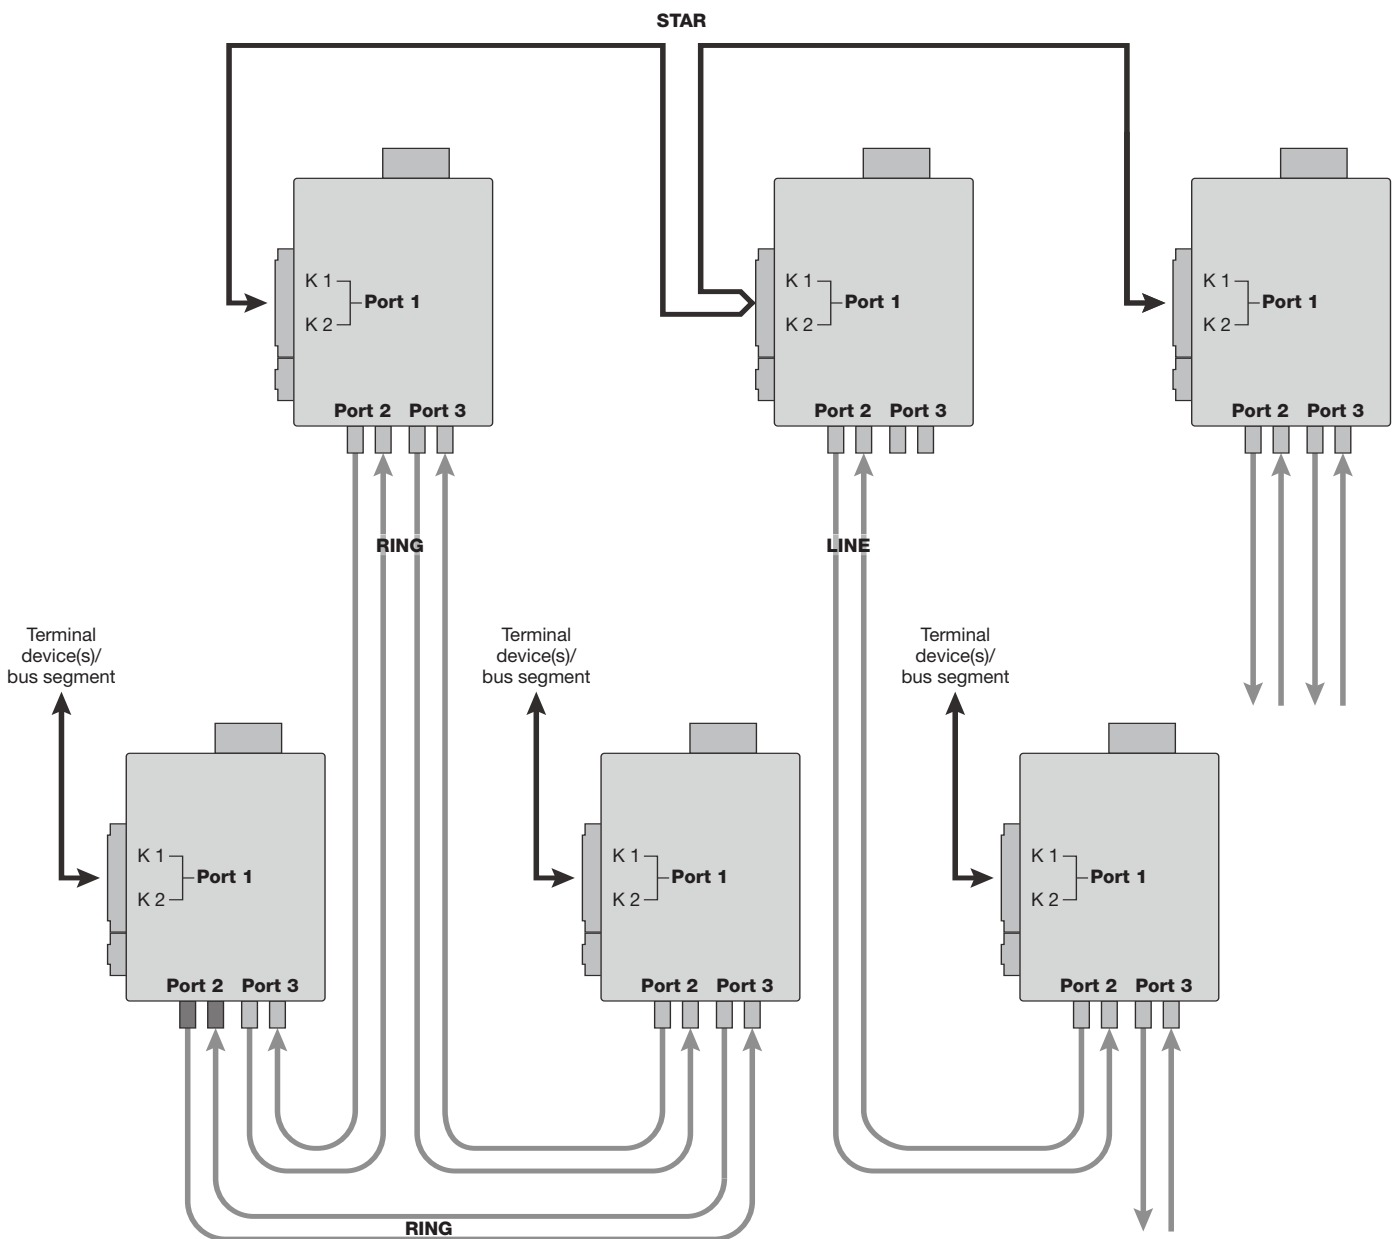 STAR
K 1
Port 1
K 2
Port 2 Port 3
K 1
Port 1
K 2
Port 2 Port 3
K 1
Port 1
K 2
Port 2 Port 3
RING
LINE
Terminal
device(s)/
bus segment
Terminal
device(s)/
bus segment
Terminal
device(s)/
bus segment
K 1
Port 1
K 2
Port 2 Port 3
K 1
Port 1
K 2
Port 2 Port 3
K 1
Port 1
K 2
Port 2 Port 3
RING